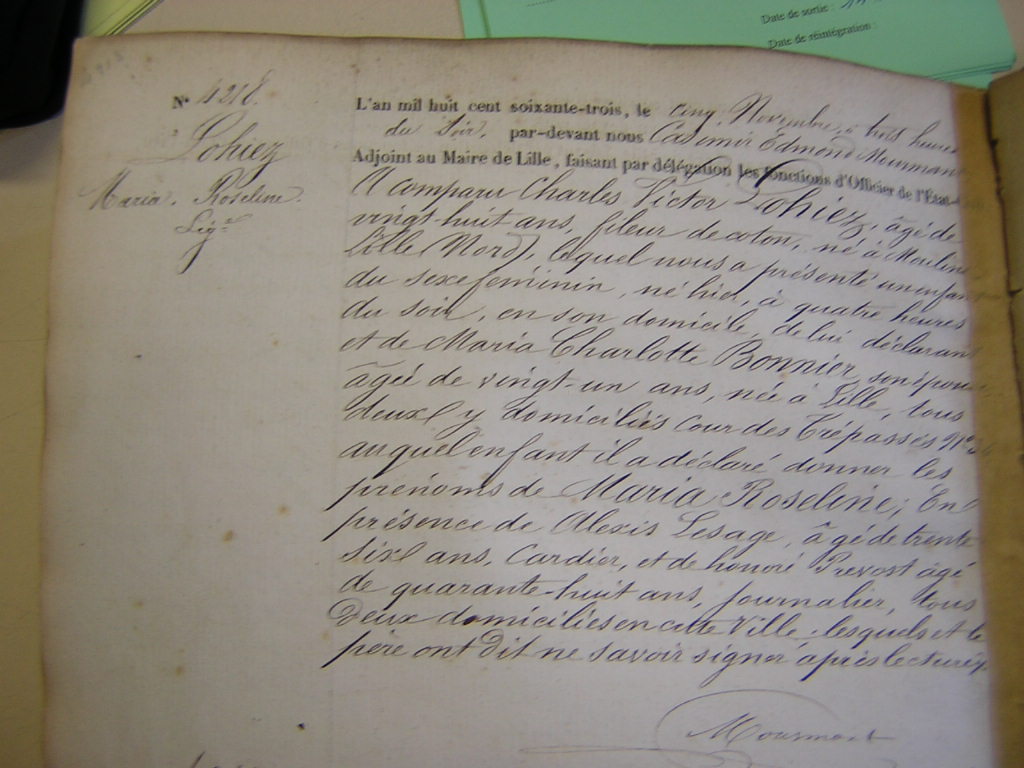 Date de sortie :
Date de réintégration :
N° 4218.
Lohiez
Maria Roseline
Lig.e
L'an mil huit cent soixante-trois, le cinq Novembre, à trois heures
du Soir, par-devant nous Casimir Edmond Mourmant
Adjoint au Maire de Lille, faisant par délégation les fonctions d'Officier de l'État-
A comparu Charles Victor Lohiez, âgé de
vingt-huit ans, fileur de coton, né à Moulins
Lille (Nord), lequel nous a présenté un enfant
du sexe féminin, né hier, à quatre heures
du soir, en son domicile, de lui déclarant
et de Maria Charlotte Bonnier, son épouse
âgée de vingt-un ans, née à Lille, tous
deux y domiciliés Cour des Trépassés N°
auquel enfant il a déclaré donner les
prénoms de Maria Roseline; En
présence de Alexis Lesage, âgé de trente
six ans, Cardier, et de honoré Prevost âgé
de quarante-huit ans, journalier, tous
Deux domiciliés en cette Ville, lesquels et le
père ont dit ne savoir signer après lecture
Mourmant